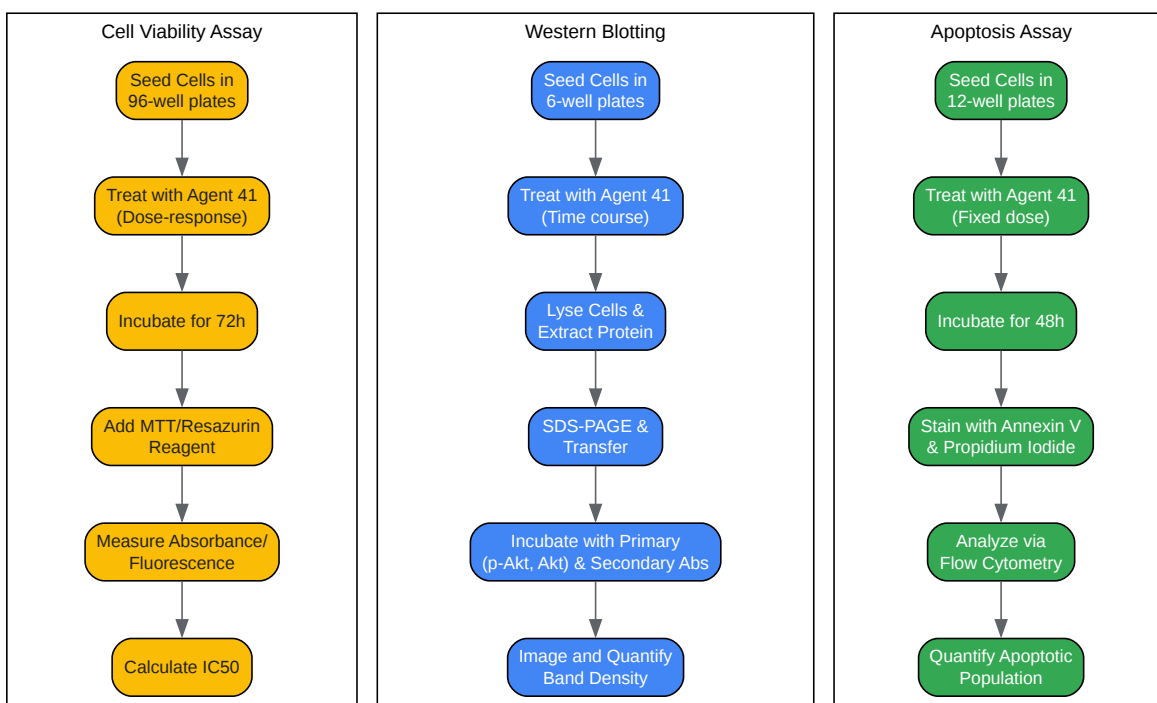 Cell Viability Assay
Seed Cells in
96-well plates
Treat with Agent 41
(Dose-response)
Incubate for 72h
Add MTT/Resazurin
Reagent
Measure Absorbance/
Fluorescence
Calculate IC50
Western Blotting
Seed Cells in
6-well plates
Treat with Agent 41
(Time course)
Lyse Cells &
Extract Protein
SDS-PAGE &
Transfer
Incubate with Primary
(p-Akt, Akt) & Secondary Abs
Image and Quantify
Band Density
Apoptosis Assay
Seed Cells in
12-well plates
Treat with Agent 41
(Fixed dose)
Incubate for 48h
Stain with Annexin V
& Propidium Iodide
Analyze via
Flow Cytometry
Quantify Apoptotic
Population